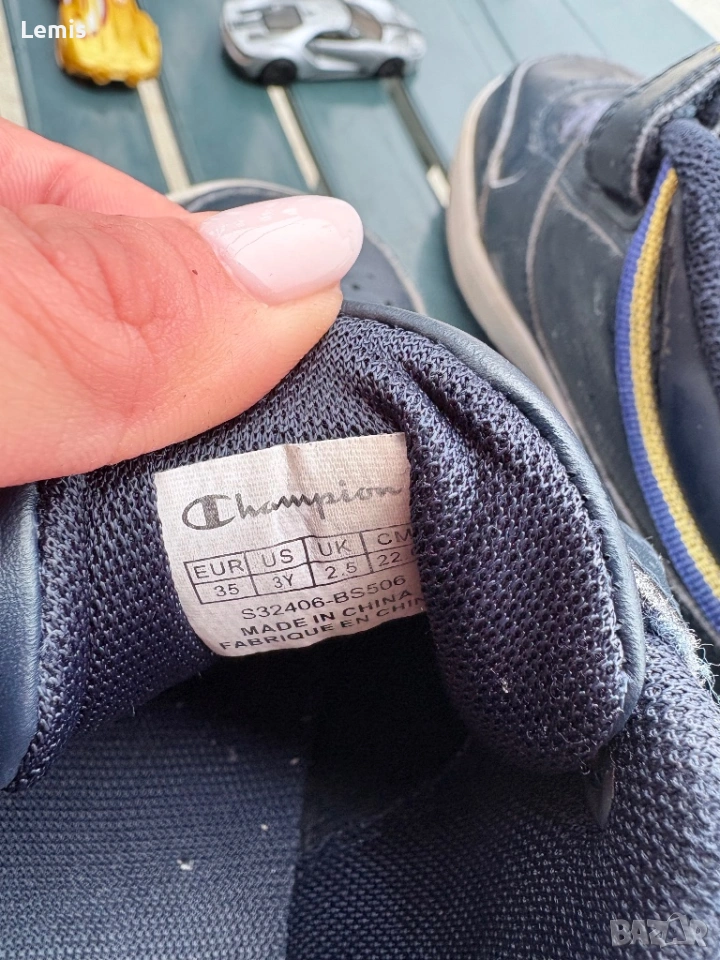 Lemis
Champion
EUR US UK CM
35 3Y 2.5 22
S32406-BS506
MADE IN CHINA
FABRIQUE EN CHIN
BAZAR